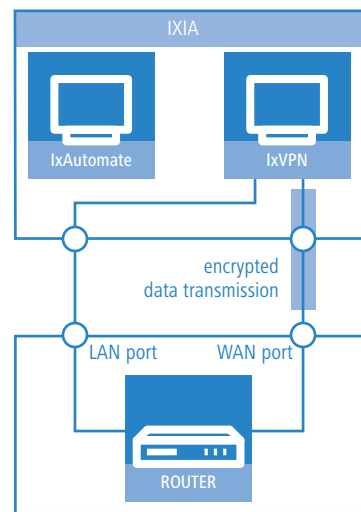 IXIA
IxAutomate
IxVPN
encrypted
data transmission
LAN port
WAN port
ROUTER